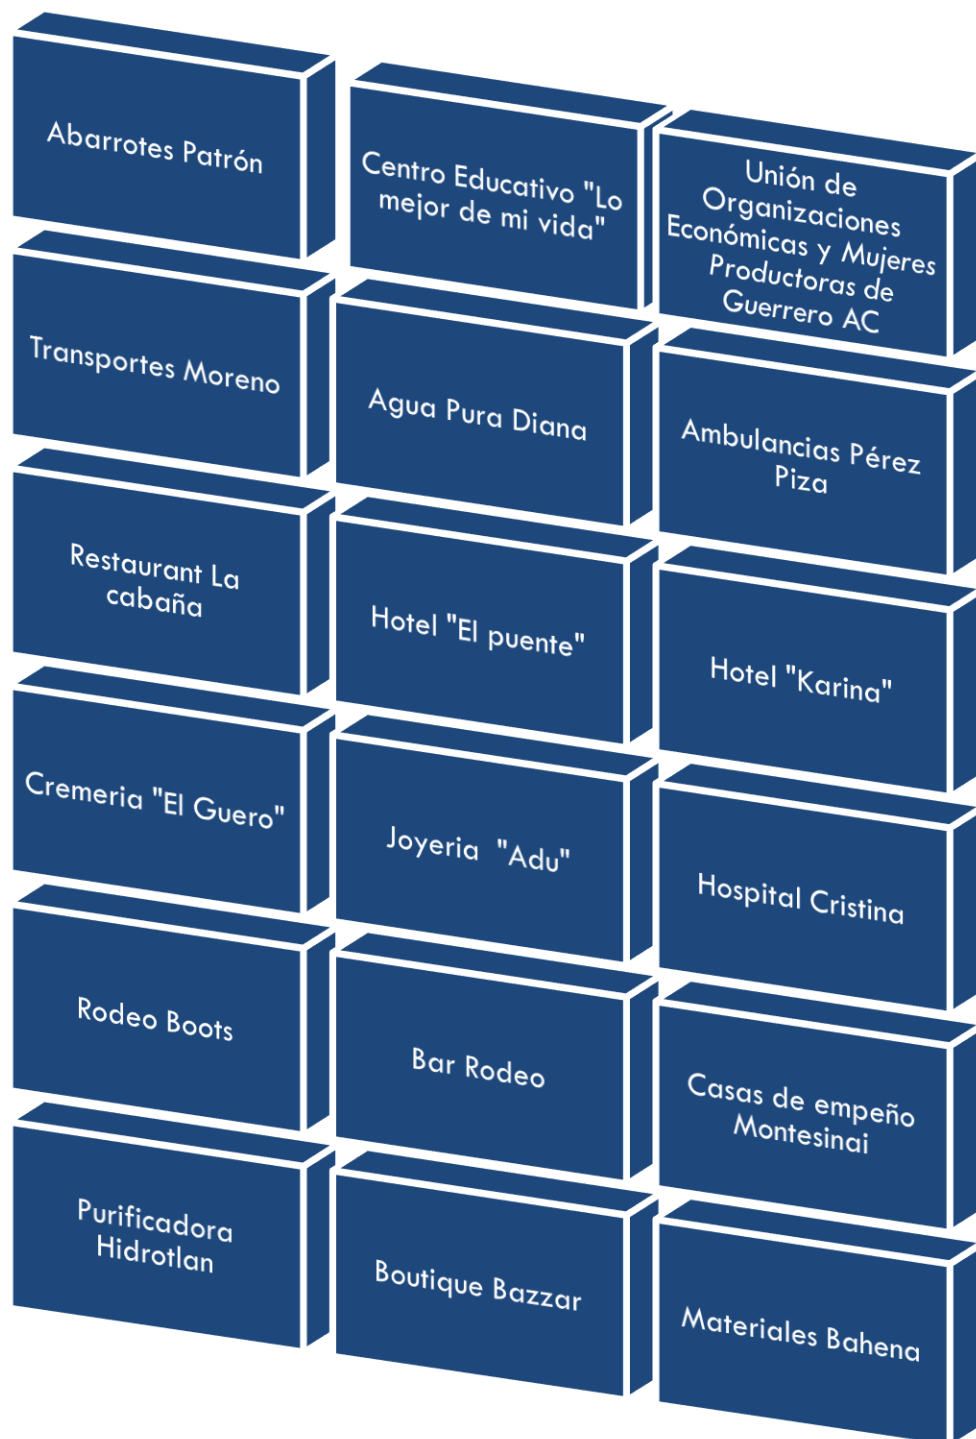 Abarrotes Patrón
Centro Educativo "Lo
mejor de mi vida"
Unión de
Organizaciones
Económicas y Mujeres
Productoras de
Guerrero AC
Transportes Moreno
Agua Pura Diana
Ambulancias Pérez
Piza
Restaurant La
cabaña
Hotel "El puente"
Hotel "Karina"
Cremeria "El Guero"
Joyeria "Adu"
Hospital Cristina
Rodeo Boots
Bar Rodeo
Casas de empeño
Montesinai
Purificadora
Hidrotlan
Boutique Bazzar
Materiales Bahena